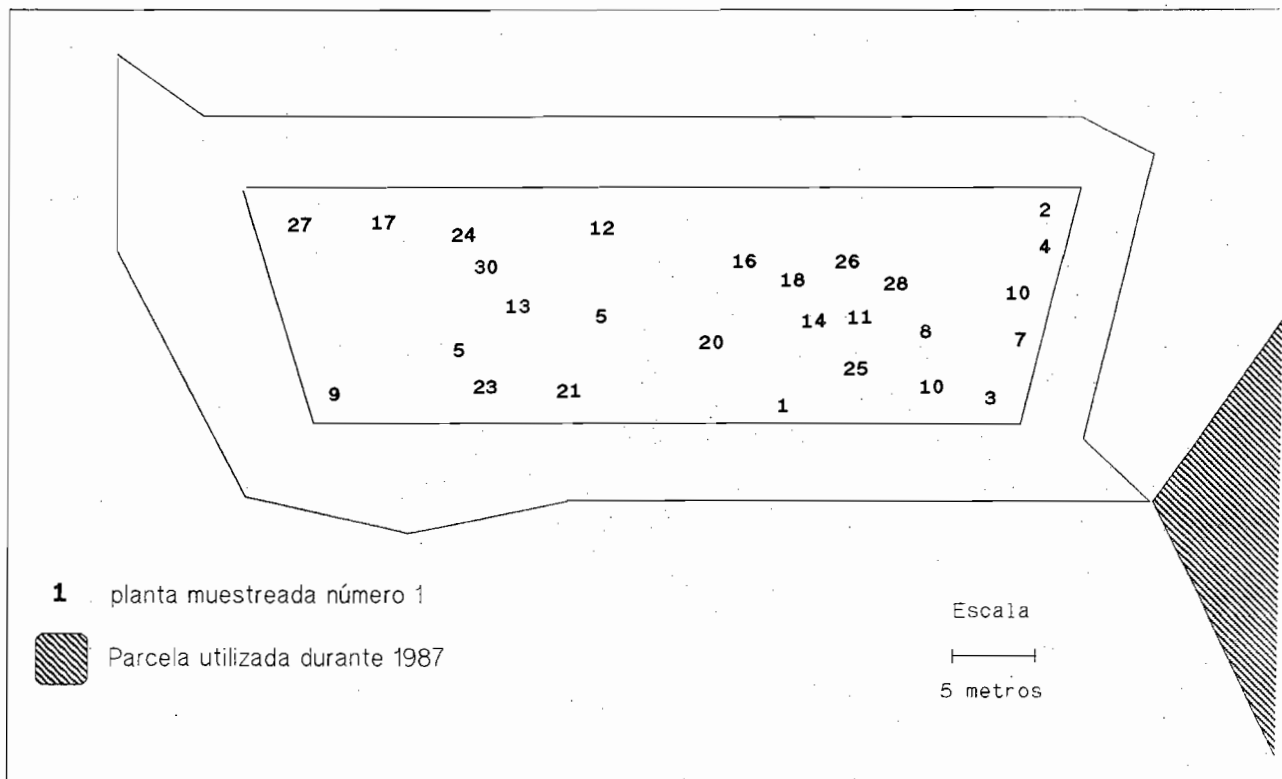 2
27 17 24 12
4
30 16 18 26 28
10
13 5 14 11 8 7
5 20
25
9 23 21 10 3
1
1 planta muestreada número 1
Parcela utilizada durante 1987
Escala
5 metros